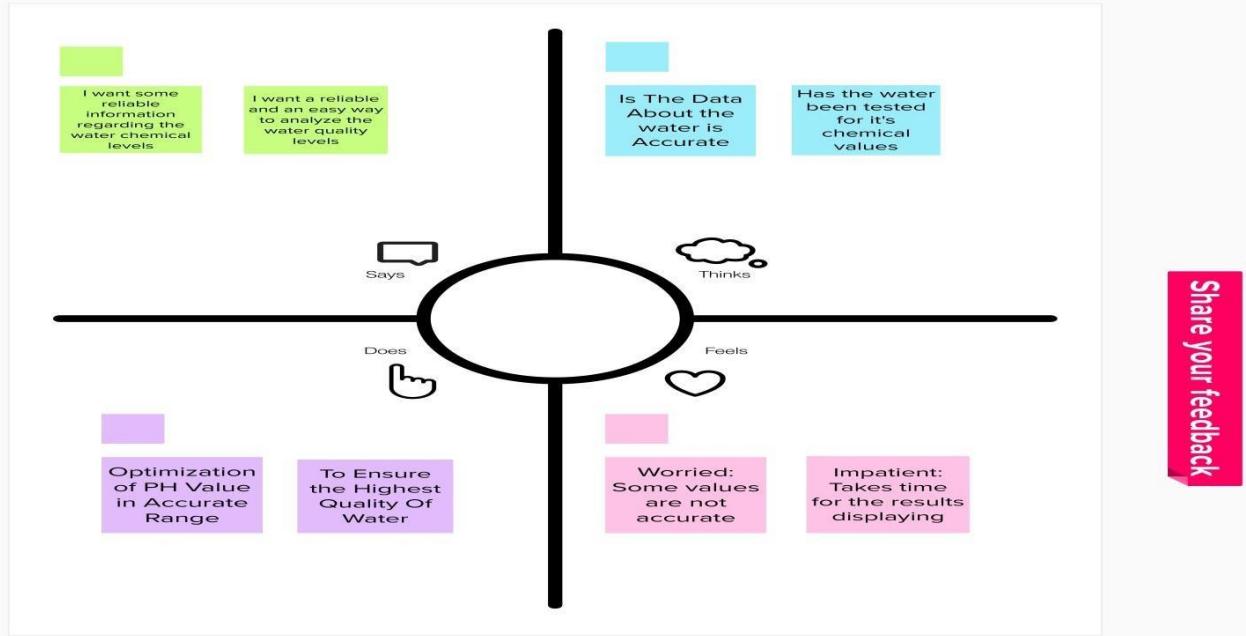 I want some
reliable
information
regarding the
water chemical
levels
I want a reliable
and an easy way
to analyze the
water quality
levels
Is The Data
About the
water is
Accurate
Has the water
been tested
for it's
chemical
values
Says
Thinks
Does
Feels
Optimization
of PH Value
in Accurate
Range
To Ensure
the Highest
Quality Of
Water
Worried:
Some values
are not
accurate
Impatient:
Takes time
for the results
displaying
Share your feedback